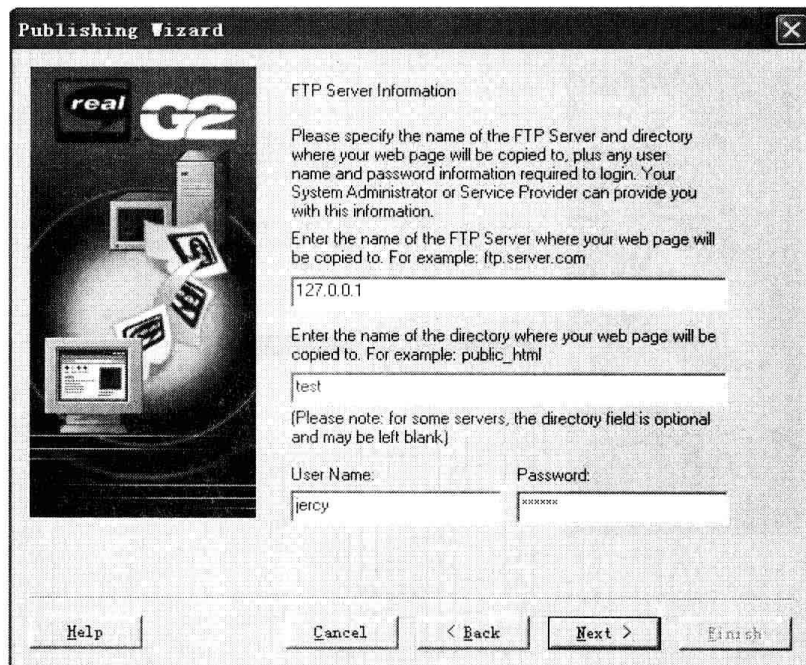 Publishing Wizard
real G2
FTP Server Information
Please specify the name of the FTP Server and directory
where your web page will be copied to, plus any user
name and password information required to login. Your
System Administrator or Service Provider can provide you
with this information.
Enter the name of the FTP Server where your web page will
be copied to. For example: ftp.server.com
127.0.0.1
Enter the name of the directory where your web page will be
copied to. For example: public_html
test
(Please note: for some servers, the directory field is optional
and may be left blank)
User Name: Password:
jercy ××××××
Help Cancel < Back Next > Finish